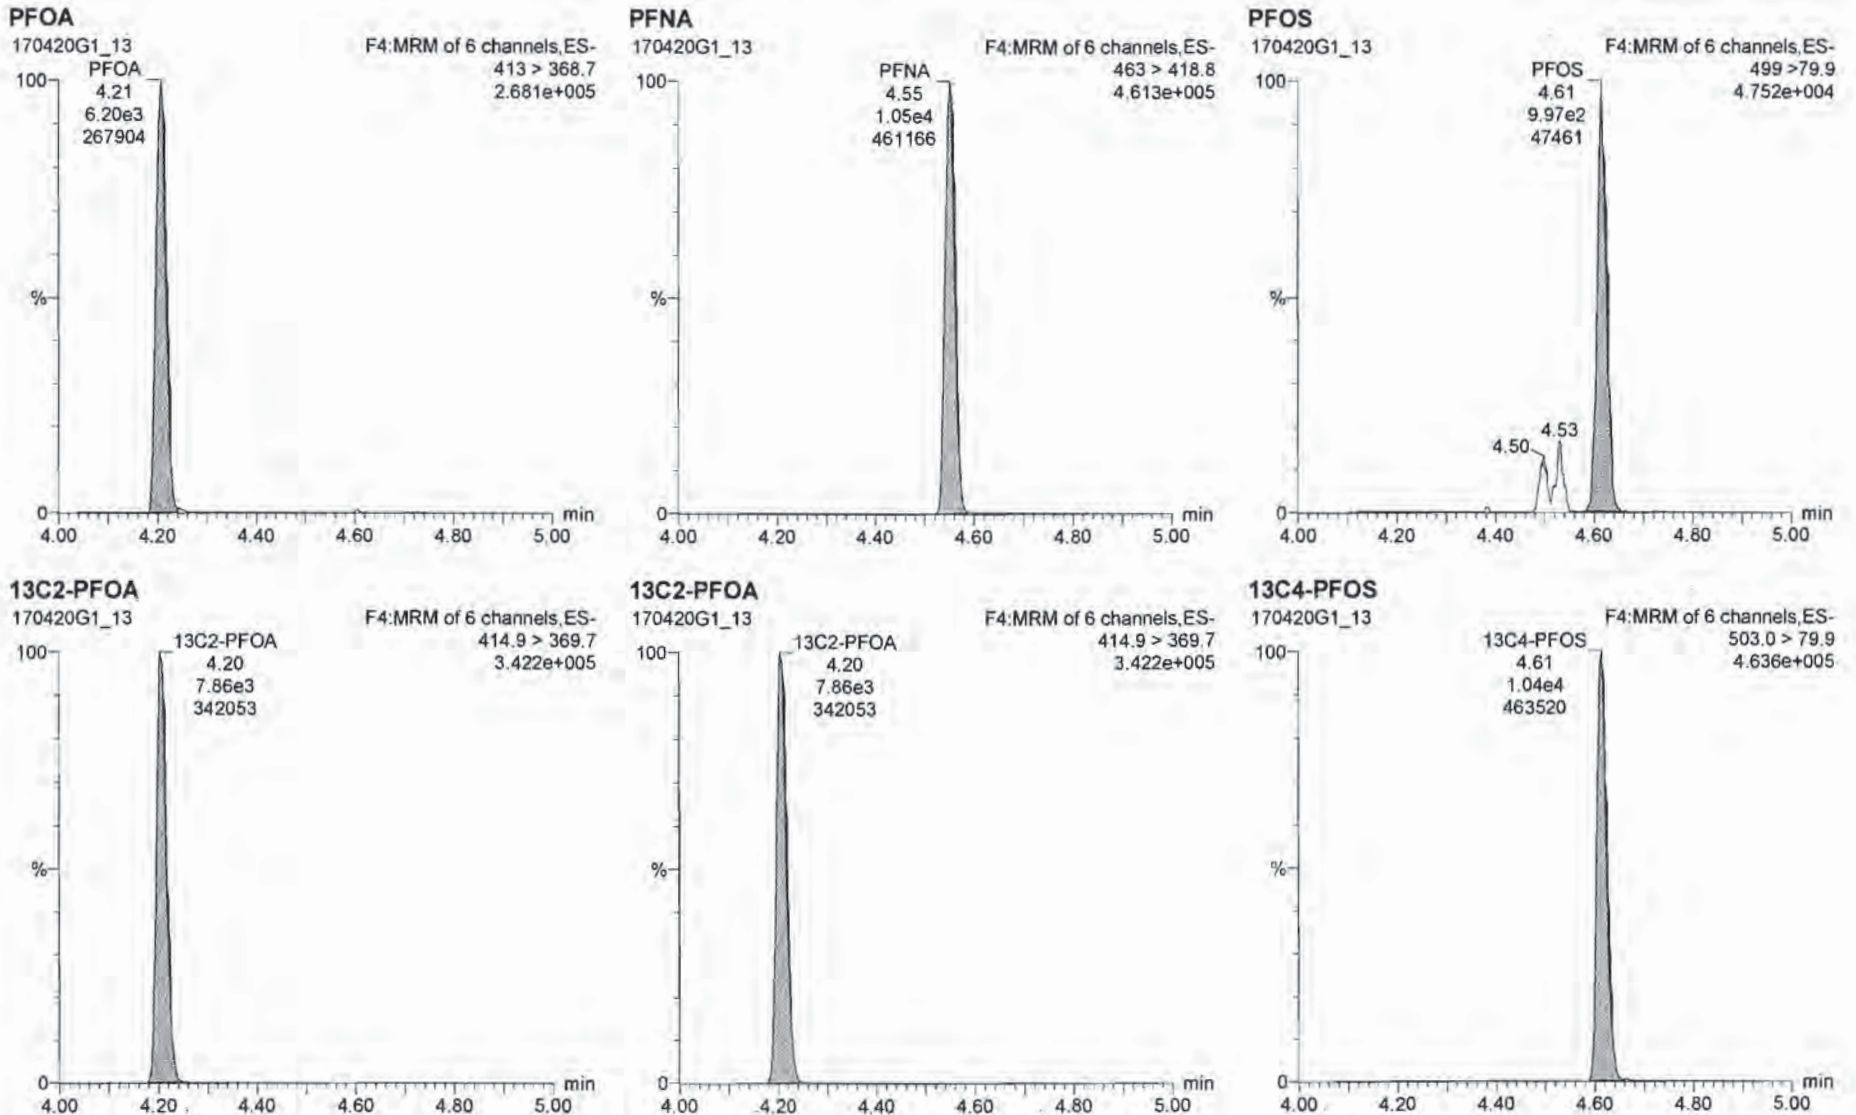 PFOA
170420G1_13
F4:MRM of 6 channels,ES-
413 > 368.7
2.681e+005
100
PFOA
4.21
6.20e3
267904
%
0
min
4.00 4.20 4.40 4.60 4.80 5.00
PFNA
170420G1_13
F4:MRM of 6 channels,ES-
463 > 418.8
4.613e+005
100
PFNA
4.55
1.05e4
461166
%
0
min
4.00 4.20 4.40 4.60 4.80 5.00
PFOS
170420G1_13
F4:MRM of 6 channels,ES-
499 >79.9
4.752e+004
100
PFOS
4.61
9.97e2
47461
%
4.50
4.53
0
min
4.00 4.20 4.40 4.60 4.80 5.00
13C2-PFOA
170420G1_13
F4:MRM of 6 channels,ES-
414.9 > 369.7
3.422e+005
100
13C2-PFOA
4.20
7.86e3
342053
%
0
min
4.00 4.20 4.40 4.60 4.80 5.00
13C2-PFOA
170420G1_13
F4:MRM of 6 channels,ES-
414.9 > 369.7
3.422e+005
100
13C2-PFOA
4.20
7.86e3
342053
%
0
min
4.00 4.20 4.40 4.60 4.80 5.00
13C4-PFOS
170420G1_13
F4:MRM of 6 channels,ES-
503.0 > 79.9
4.636e+005
100
13C4-PFOS
4.61
1.04e4
463520
%
0
min
4.00 4.20 4.40 4.60 4.80 5.00